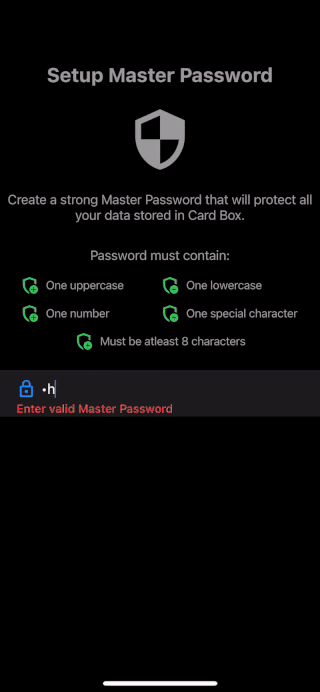 Setup Master Password
Create a strong Master Password that will protect all
your data stored in Card Box.
Password must contain:
One uppercase
One lowercase
One number
One special character
Must be atleast 8 characters
•h
Enter valid Master Password